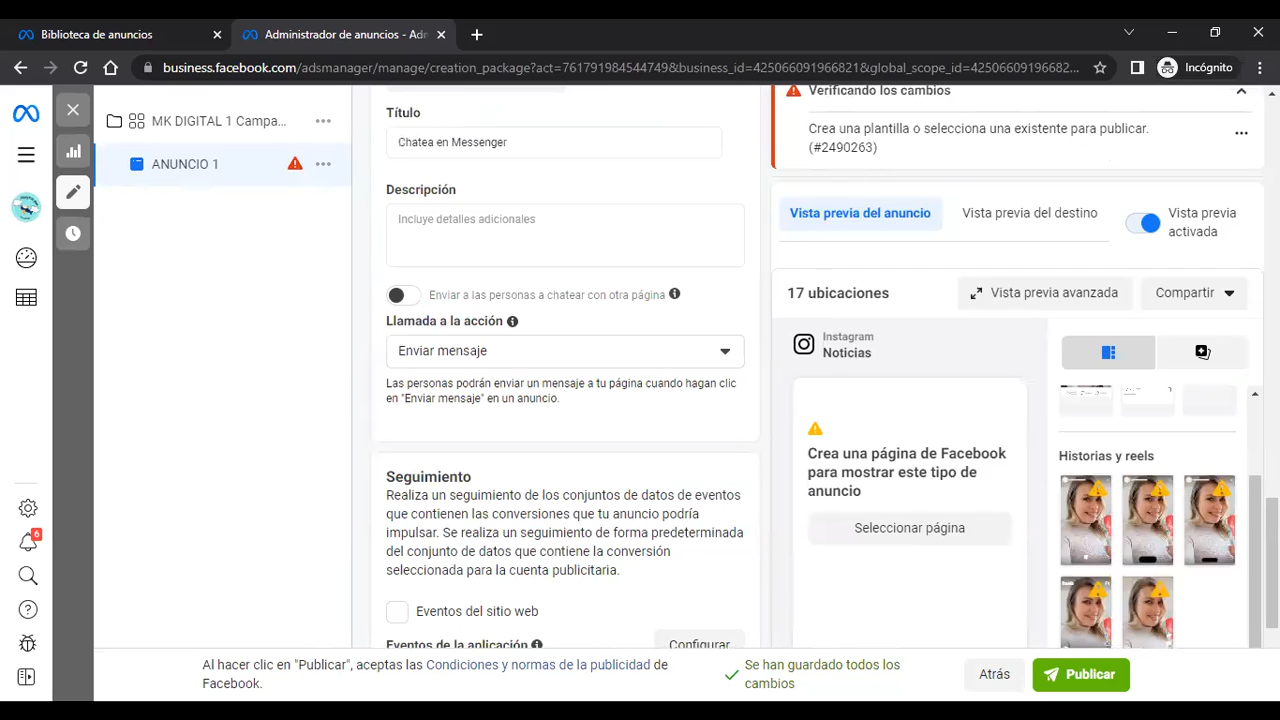 Biblioteca de anuncios
Administrador de anuncios - Adn
Incógnito
business.facebook.com/adsmanager/manage/creation_package?act=761791984544749&business_id=425066091966821&global_scope_id=42506609196682...
MK DIGITAL 1 Campa...
ANUNCIO 1
6
Título
Chatea en Messenger
Descripción
Incluye detalles adicionales
Enviar a las personas a chatear con otra página
Llamada a la acción
Enviar mensaje
Las personas podrán enviar un mensaje a tu página cuando hagan clic
en "Enviar mensaje" en un anuncio.
Seguimiento
Realiza un seguimiento de los conjuntos de datos de eventos
que contienen las conversiones que tu anuncio podría
impulsar. Se realiza un seguimiento de forma predeterminada
del conjunto de datos que contiene la conversión
seleccionada para la cuenta publicitaria.
Eventos del sitio web
Eventos de la aplicación
Configurar
Verificando los cambios
Crea una plantilla o selecciona una existente para publicar.
(#2490263)
Vista previa del anuncio
Vista previa del destino
Vista previa
activada
17 ubicaciones
Vista previa avanzada
Compartir
Instagram
Noticias
Crea una página de Facebook
para mostrar este tipo de
anuncio
Seleccionar página
Historias y reels
Al hacer clic en "Publicar", aceptas las Condiciones y normas de la publicidad de
Facebook.
Se han guardado todos los
cambios
Atrás
Publicar